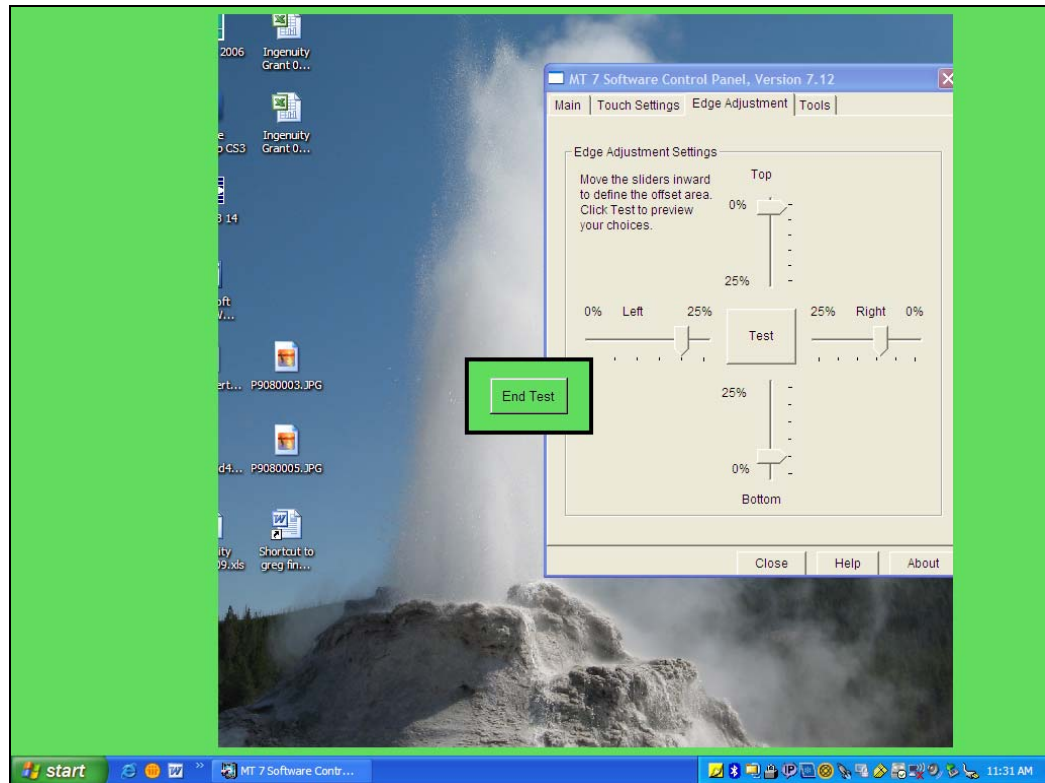 2006
Ingenuity
Grant 0...
CS3
Ingenuity
Grant 0...
14
P9080003.JPG
P9080005.JPG
Shortcut to
greg fin...
MT 7 Software Control Panel, Version 7.12
Main
Touch Settings
Edge Adjustment
Tools
Edge Adjustment Settings
Move the sliders inward
to define the offset area.
Click Test to preview
your choices.
Top
0%
25%
0% Left 25%
Test
25% Right 0%
25%
0%
Bottom
End Test
Close
Help
About
start
MT 7 Software Contr...
11:31 AM